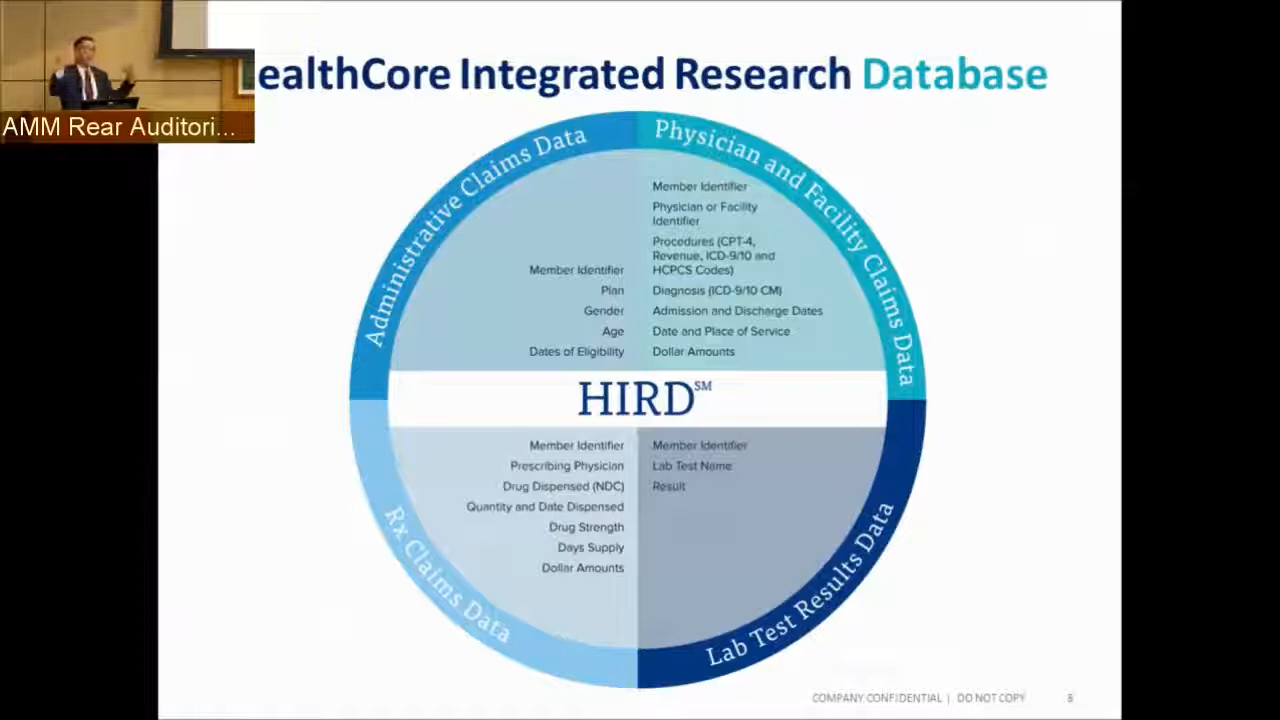 ealthCore Integrated Research Database
AMM Rear Auditori...
Administrative Claims Data
Member Identifier
Plan
Gender
Age
Dates of Eligibility
Physician and Facility Claims Data
Member Identifier
Physician or Facility
Identifier
Procedures (CPT-4,
Revenue, ICD-9/10 and
HCPCS Codes)
Diagnosis (ICD-9/10 CM)
Admission and Discharge Dates
Date and Place of Service
Dollar Amounts
HIRD℠
Member Identifier
Prescribing Physician
Drug Dispensed (NDC)
Quantity and Date Dispensed
Drug Strength
Days Supply
Dollar Amounts
Rx Claims Data
Member Identifier
Lab Test Name
Result
Lab Test Results Data
COMPANY CONFIDENTIAL | DO NOT COPY 8